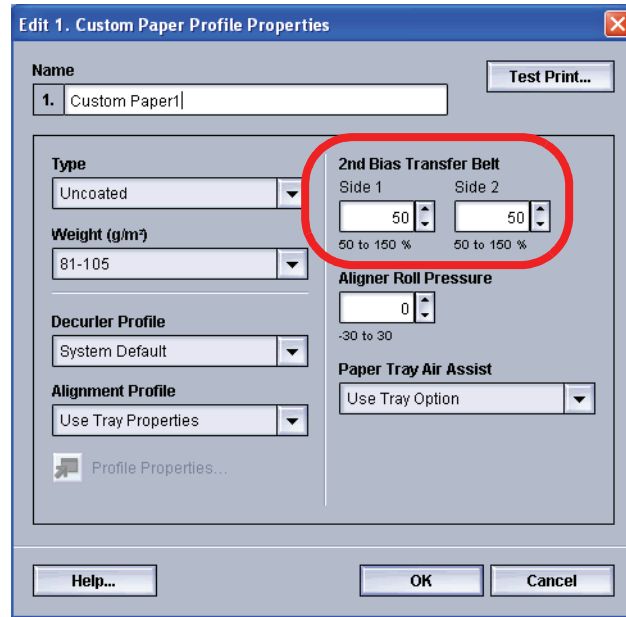 Edit 1. Custom Paper Profile Properties
Name
1. Custom Paper1
Test Print...
Type
Uncoated
Weight (g/m²)
81-105
Decurler Profile
System Default
Alignment Profile
Use Tray Properties
Profile Properties...
2nd Bias Transfer Belt
Side 1 Side 2
50 50
50 to 150 % 50 to 150 %
Aligner Roll Pressure
0
-30 to 30
Paper Tray Air Assist
Use Tray Option
Help...
OK
Cancel